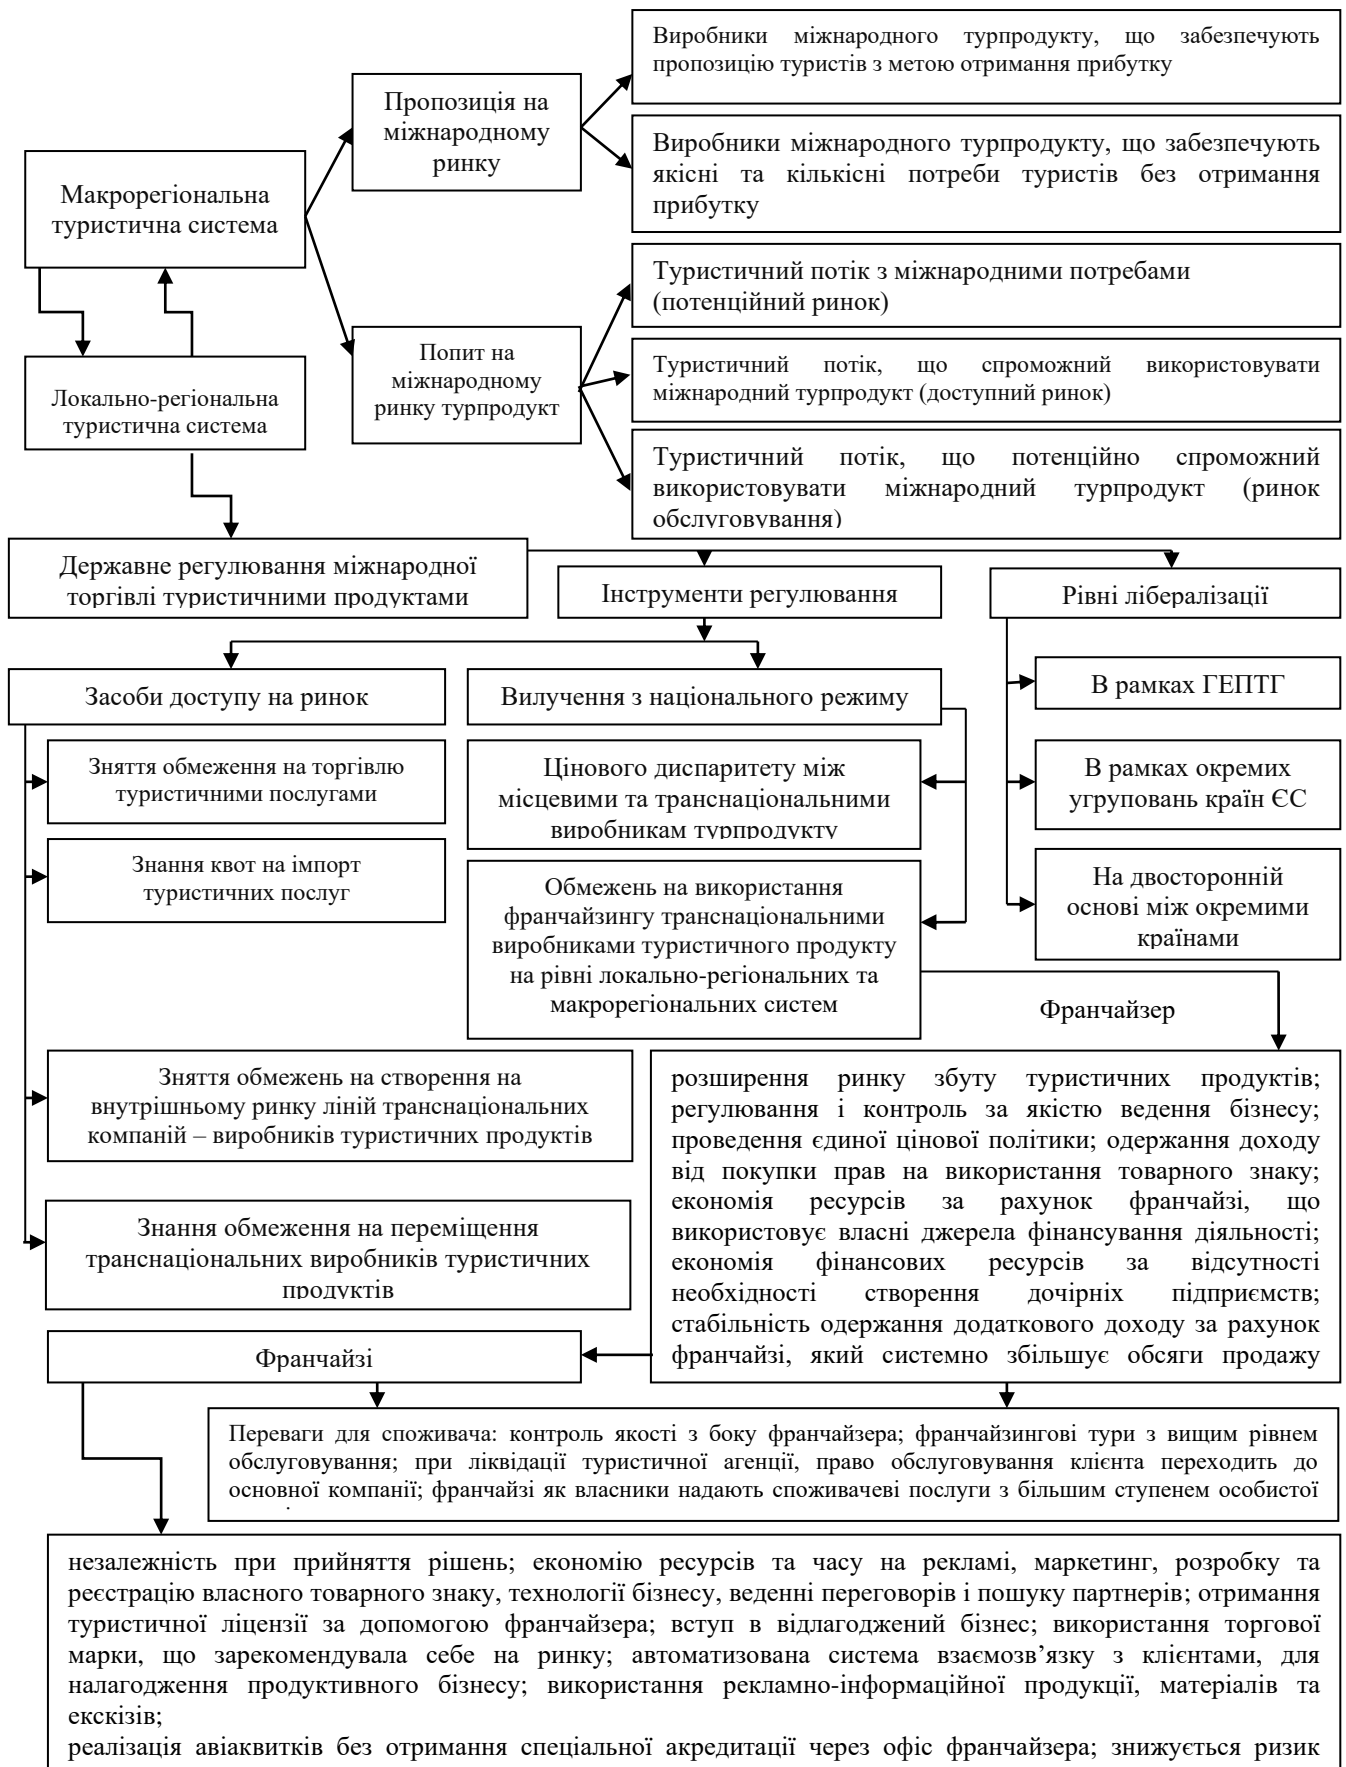 Виробники міжнародного турпродукту, що забезпечують
пропозицію туристів з метою отримання прибутку
Пропозиція на
міжнародному
ринку
Виробники міжнародного турпродукту, що забезпечують
якісні та кількісні потреби туристів без отримання
прибутку
Макрорегіональна
туристична система
Туристичний потік з міжнародними потребами
(потенційний ринок)
Попит на
міжнародному
ринку турпродукт
Туристичний потік, що спроможний використовувати
міжнародний турпродукт (доступний ринок)
Локально-регіональна
туристична система
Туристичний потік, що потенційно спроможний
використовувати міжнародний турпродукт (ринок
обслуговування)
Державне регулювання міжнародної
торгівлі туристичними продуктами
Інструменти регулювання
Рівні лібералізації
Засоби доступу на ринок
Вилучення з національного режиму
В рамках ГЕПТГ
Зняття обмеження на торгівлю
туристичними послугами
Цінового диспаритету між
місцевими та транснаціональними
виробникам турпродукту
В рамках окремих
угруповань країн ЄС
Знання квот на імпорт
туристичних послуг
Обмежень на використання
франчайзингу транснаціональними
виробниками туристичного продукту
на рівні локально-регіональних та
макрорегіональних систем
На двосторонній
основі між окремими
країнами
Франчайзер
Зняття обмежень на створення на
внутрішньому ринку ліній транснаціональних
компаній – виробників туристичних продуктів
розширення ринку збуту туристичних продуктів;
регулювання і контроль за якістю ведення бізнесу;
проведення єдиної цінової політики; одержання доходу
від покупки прав на використання товарного знаку;
економія ресурсів за рахунок франчайзі, що
використовує власні джерела фінансування діяльності;
економія фінансових ресурсів за відсутності
необхідності створення дочірніх підприємств;
стабільність одержання додаткового доходу за рахунок
франчайзі, який системно збільшує обсяги продажу
Знання обмеження на переміщення
транснаціональних виробників туристичних
продуктів
Франчайзі
Переваги для споживача: контроль якості з боку франчайзера; франчайзингові тури з вищим рівнем
обслуговування; при ліквідації туристичної агенції, право обслуговування клієнта переходить до
основної компанії; франчайзі як власники надають споживачеві послуги з більшим ступенем особистої
незалежність при прийняття рішень; економію ресурсів та часу на рекламі, маркетинг, розробку та
реєстрацію власного товарного знаку, технології бізнесу, веденні переговорів і пошуку партнерів; отримання
туристичної ліцензії за допомогою франчайзера; вступ в відлагоджений бізнес; використання торгової
марки, що зарекомендувала себе на ринку; автоматизована система взаємозв’язку з клієнтами, для
налагодження продуктивного бізнесу; використання рекламно-інформаційної продукції, матеріалів та
ексκізів;
реалізація авіаквитків без отримання спеціальної акредитації через офіс франчайзера; знижується ризик